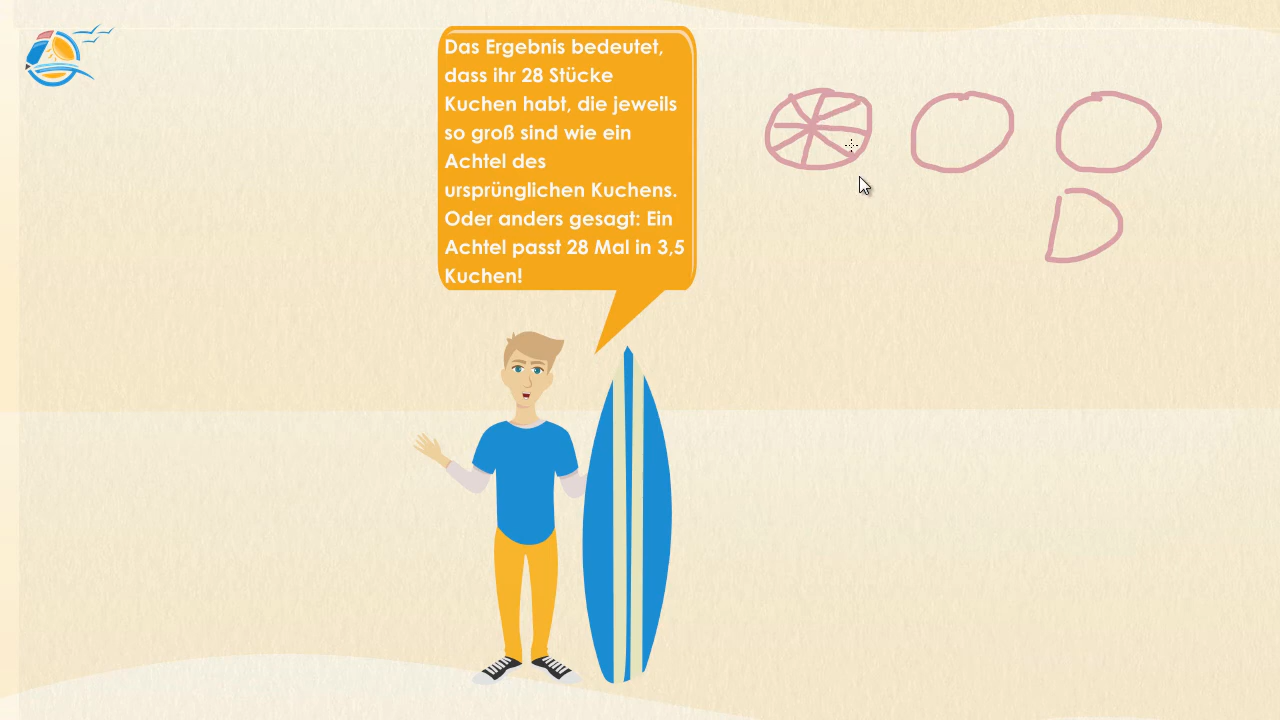 Das Ergebnis bedeutet,
dass ihr 28 Stücke
Kuchen habt, die jeweils
so groß sind wie ein
Achtel des
ursprünglichen Kuchens.
Oder anders gesagt: Ein
Achtel passt 28 Mal in 3,5
Kuchen!